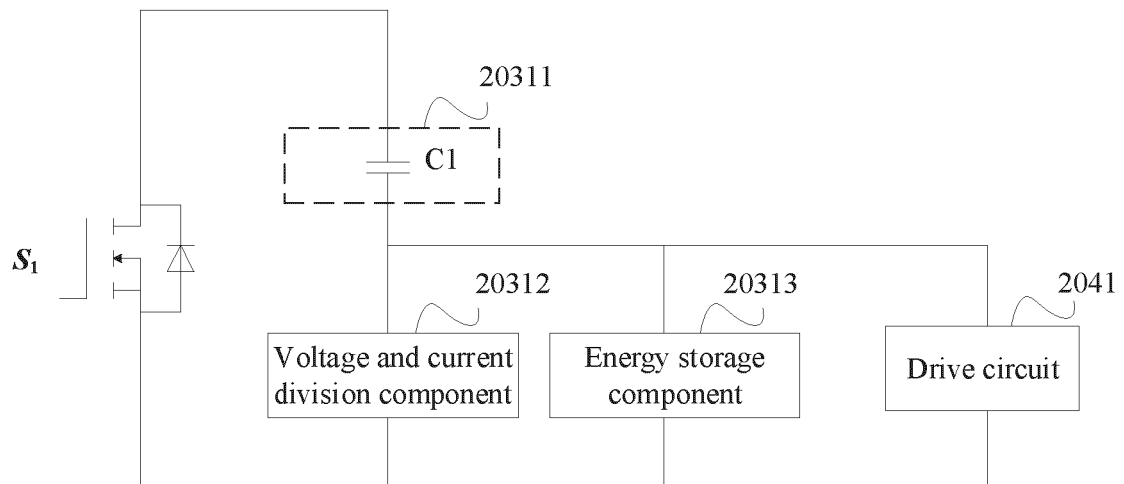 20311
C1
S1
20312
20313
2041
Voltage and current
division component
Energy storage
component
Drive circuit